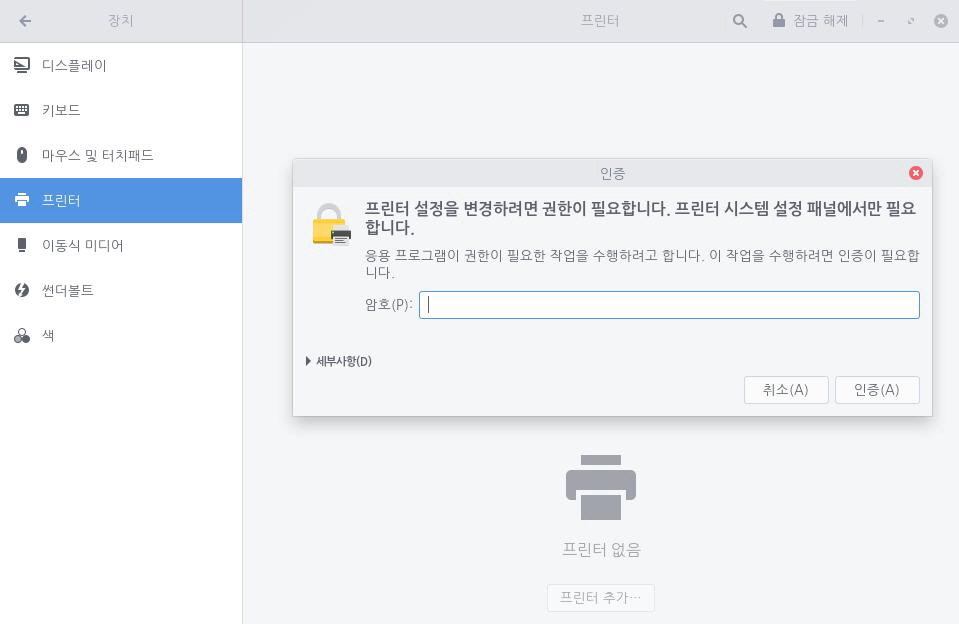 장치
프린터
잠금 해제
디스플레이
키보드
마우스 및 터치패드
프린터
이동식 미디어
썬더볼트
색
인증
프린터 설정을 변경하려면 권한이 필요합니다. 프린터 시스템 설정 패널에서만 필요
합니다.
응용 프로그램이 권한이 필요한 작업을 수행하려고 합니다. 이 작업을 수행하려면 인증이 필요합
니다.
암호(P):
세부사항(D)
취소(A)
인증(A)
프린터 없음
프린터 추가…